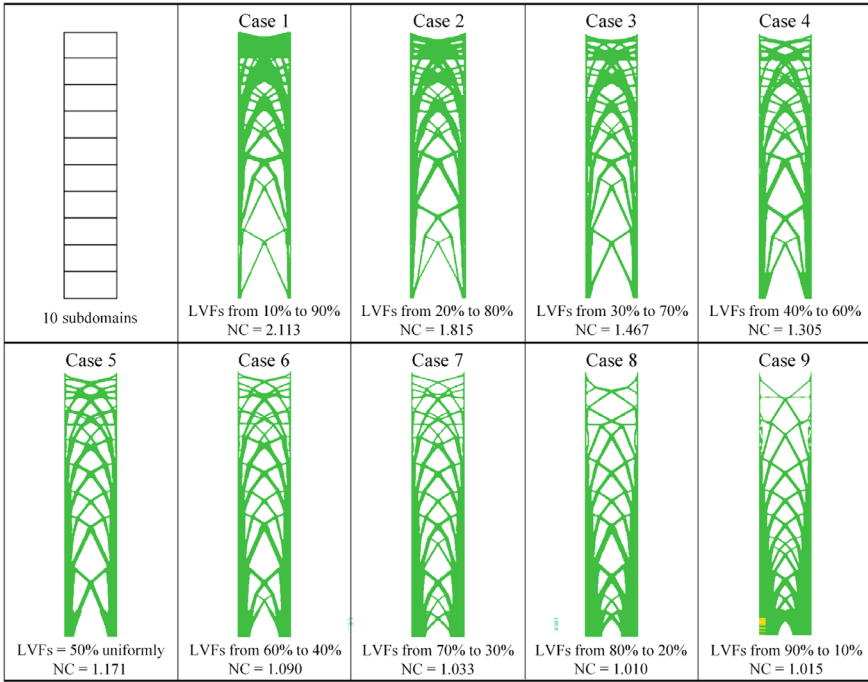 Case 1
Case 2
Case 3
Case 4
10 subdomains
LVFs from 10% to 90%
NC = 2.113
LVFs from 20% to 80%
NC = 1.815
LVFs from 30% to 70%
NC = 1.467
LVFs from 40% to 60%
NC = 1.305
Case 5
Case 6
Case 7
Case 8
Case 9
LVFs = 50% uniformly
NC = 1.171
LVFs from 60% to 40%
NC = 1.090
LVFs from 70% to 30%
NC = 1.033
LVFs from 80% to 20%
NC = 1.010
LVFs from 90% to 10%
NC = 1.015